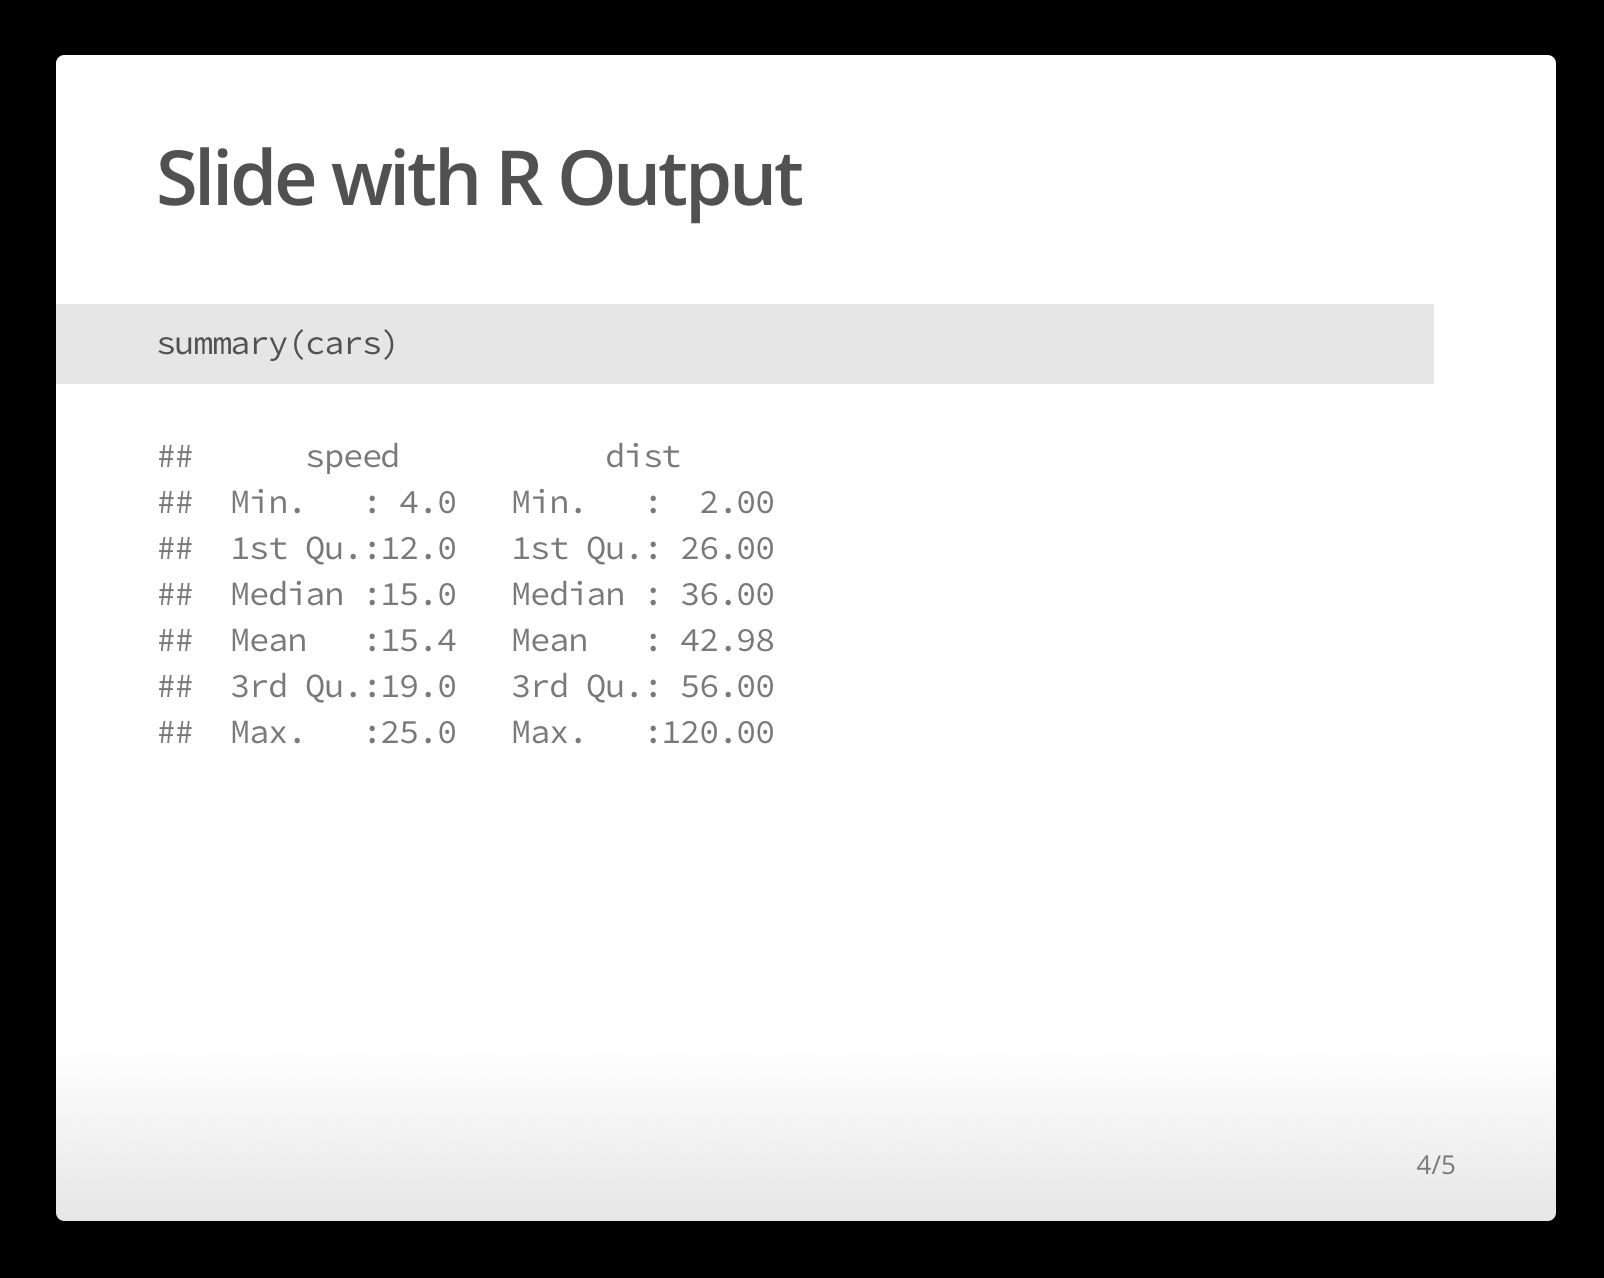 Slide with R Output
summary(cars)
##      speed           dist
##  Min.   : 4.0   Min.   :  2.00
##  1st Qu.:12.0   1st Qu.: 26.00
##  Median :15.0   Median : 36.00
##  Mean   :15.4   Mean   : 42.98
##  3rd Qu.:19.0   3rd Qu.: 56.00
##  Max.   :25.0   Max.   :120.00
4/5